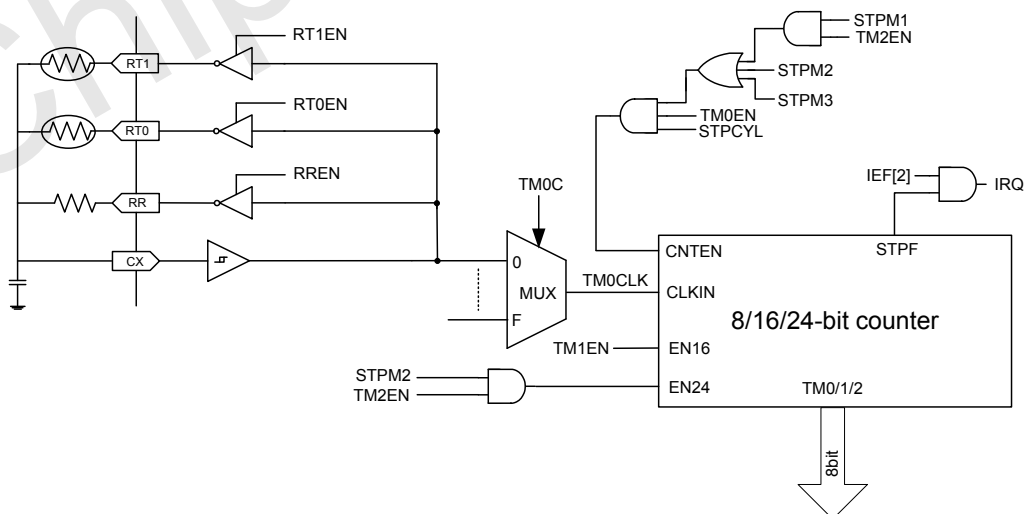 Chip
RT1EN
RT1
RT0EN
RT0
RREN
RR
CX
TM0C
0
MUX
F
TM0CLK
STPM1
TM2EN
STPM2
STPM3
TM0EN
STPCYL
IEF[2]
IRQ
CNTEN
STPF
CLKIN
8/16/24-bit counter
TM1EN
EN16
STPM2
TM2EN
EN24
TM0/1/2
8bit